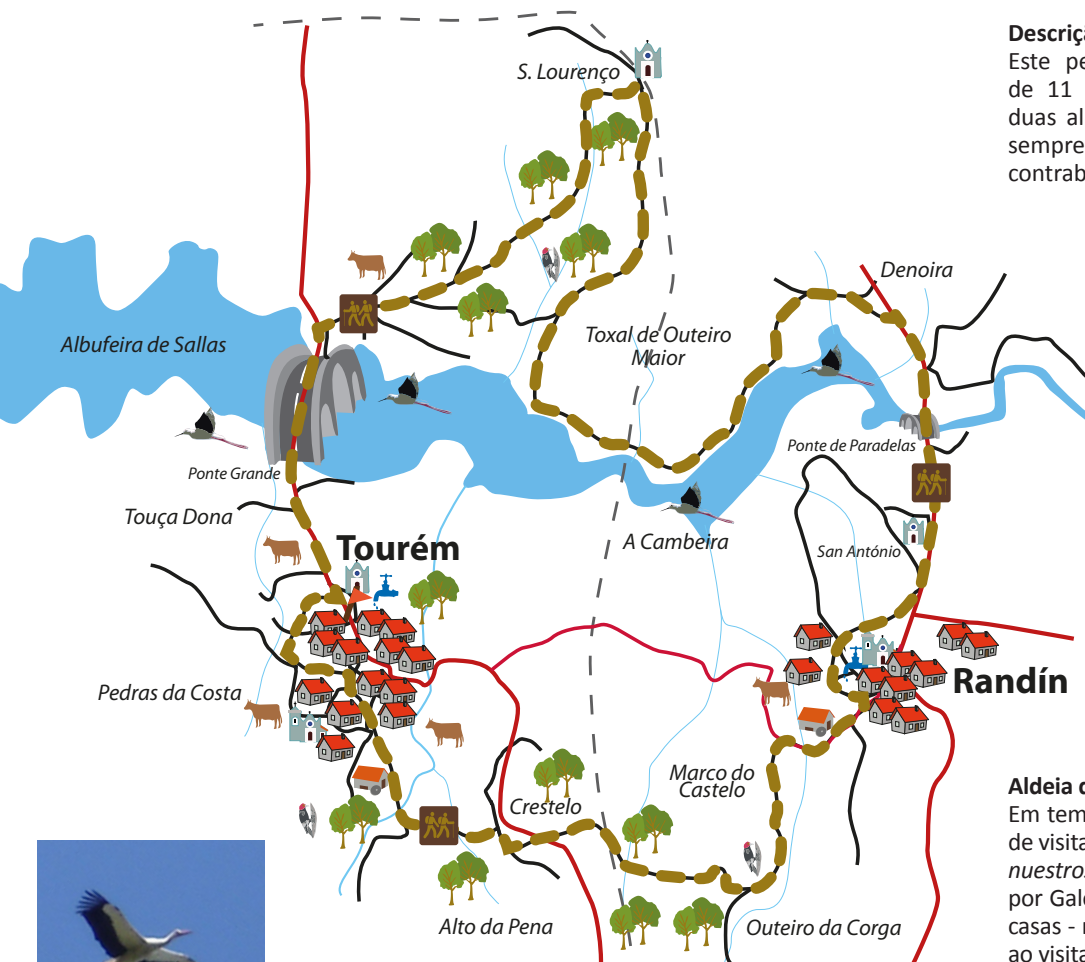 Descriçã
Este pe
de 11
duas al
sempre
contrab
S. Lourenço
Denoira
Albufeira de Sallas
Toxal de Outeiro
Maior
Ponte de Paradelas
Ponte Grande
Touça Dona
A Cambeira
San António
Tourém
Randín
Pedras da Costa
Marco do
Castelo
Crestelo
Alto da Pena
Outeiro da Corga
Aldeia d
Em tem
de visita
nuestros
por Gal
casas -
ao visita